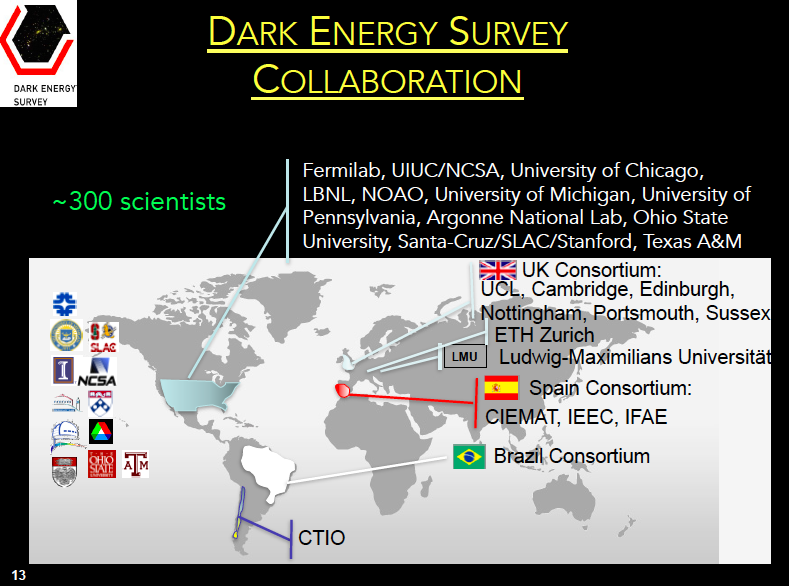 DARK ENERGY
SURVEY
DARK ENERGY SURVEY
COLLABORATION
~300 scientists
Fermilab, UIUC/NCSA, University of Chicago,
LBNL, NOAO, University of Michigan, University of
Pennsylvania, Argonne National Lab, Ohio State
University, Santa-Cruz/SLAC/Stanford, Texas A&M
UK Consortium:
UCL, Cambridge, Edinburgh,
Nottingham, Portsmouth, Sussex
ETH Zurich
LMU Ludwig-Maximilians Universität
Spain Consortium:
CIEMAT, IEEC, IFAE
Brazil Consortium
CTIO
SLAC
NCSA
OHIO
STATE
UNIVERSITY
A T M
13